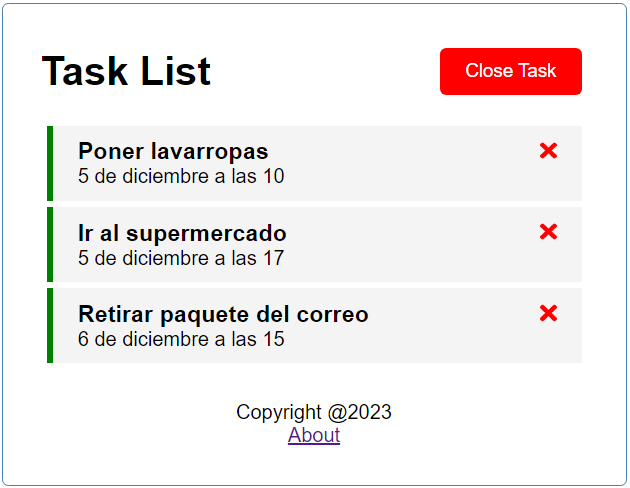 Task List
Close Task
Poner lavarropas
5 de diciembre a las 10
Ir al supermercado
5 de diciembre a las 17
Retirar paquete del correo
6 de diciembre a las 15
Copyright @2023
About